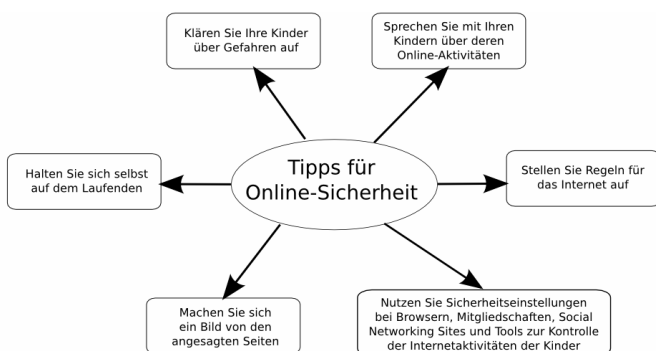 Klären Sie Ihre Kinder
über Gefahren auf
Sprechen Sie mit Ihren
Kindern über deren
Online-Aktivitäten
Halten Sie sich selbst
auf dem Laufenden
Tipps für
Online-Sicherheit
Stellen Sie Regeln für
das Internet auf
Machen Sie sich
ein Bild von den
angesagten Seiten
Nutzen Sie Sicherheitseinstellungen
bei Browsern, Mitgliedschaften, Social
Networking Sites und Tools zur Kontrolle
der Internetaktivitäten der Kinder